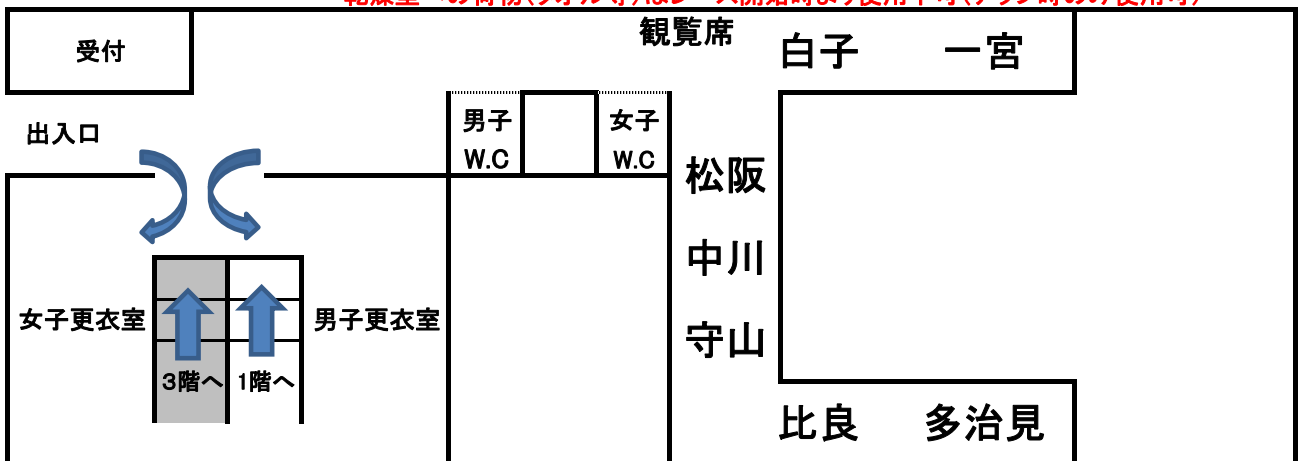 観覧席
受付
白子 一宮
出入口
男子
W.C
女子
W.C
松阪
中川
守山
女子更衣室
3階へ
1階へ
男子更衣室
比良 多治見